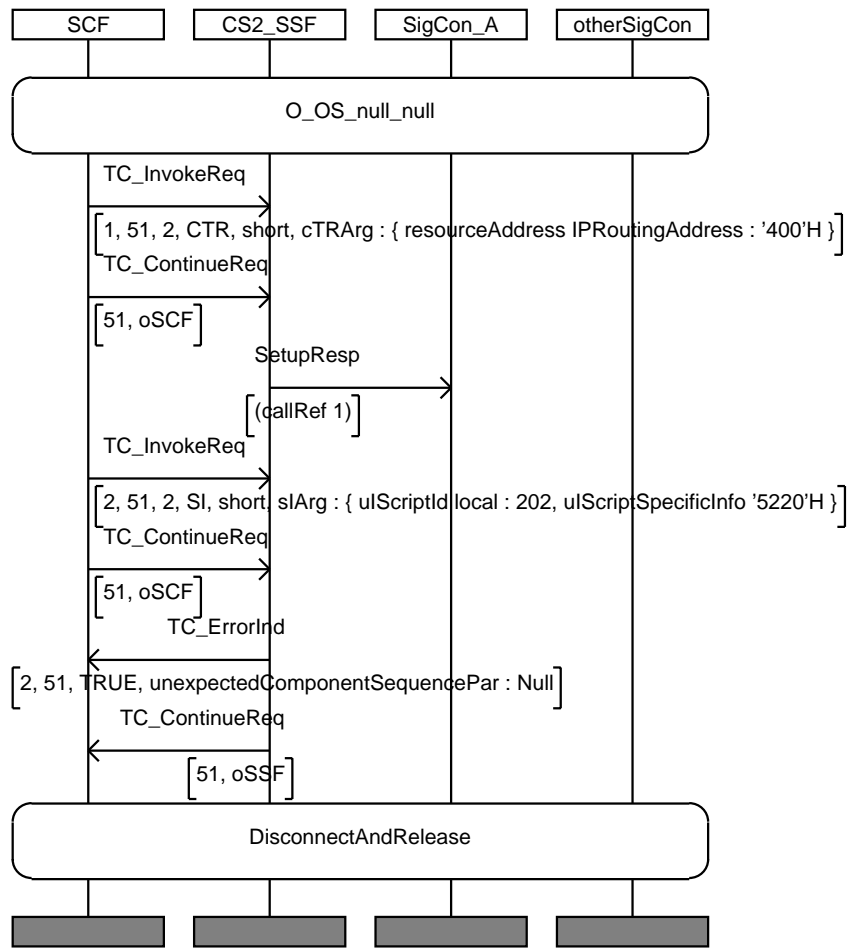 SCF CS2_SSF SigCon_A otherSigCon
O_OS_null_null
TC_InvokeReq
1, 51, 2, CTR, short, cTRArg : { resourceAddress IPRoutingAddress : ’400’H }
TC_ContinueReq
51, oSCF
SetupResp
(callRef 1)
TC_InvokeReq
2, 51, 2, SI, short, sIArg : { uIScriptId local : 202, uIScriptSpecificInfo ’5220’H }
TC_ContinueReq
51, oSCF
TC_ErrorInd
2, 51, TRUE, unexpectedComponentSequencePar : Null
TC_ContinueReq
51, oSSF
DisconnectAndRelease